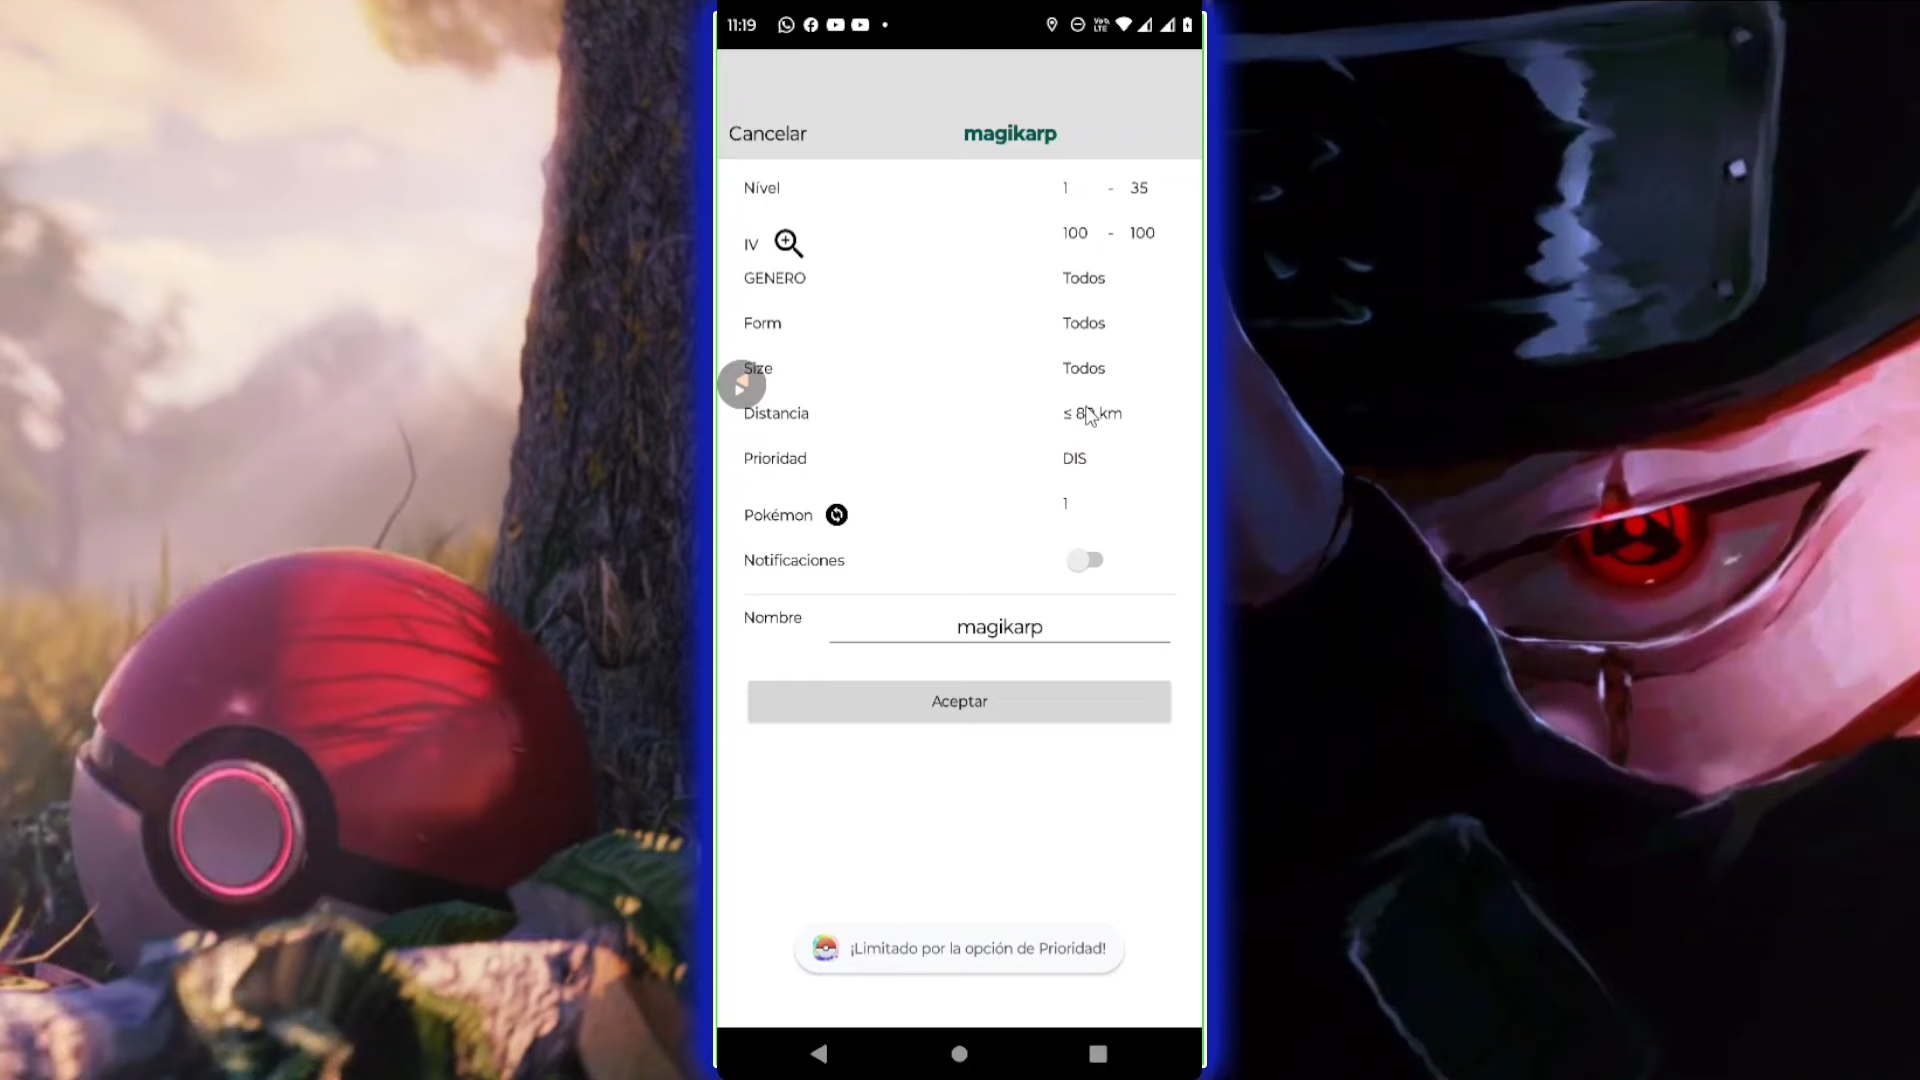 11:19
VoLTE
Cancelar magikarp
Nível 1 - 35
IV 100 - 100
GENERO Todos
Form Todos
Size Todos
Distancia ≤ km
Prioridad DIS
Pokémon 1
Notificaciones
Nombre magikarp
Aceptar
¡Limitado por la opción de Prioridad!